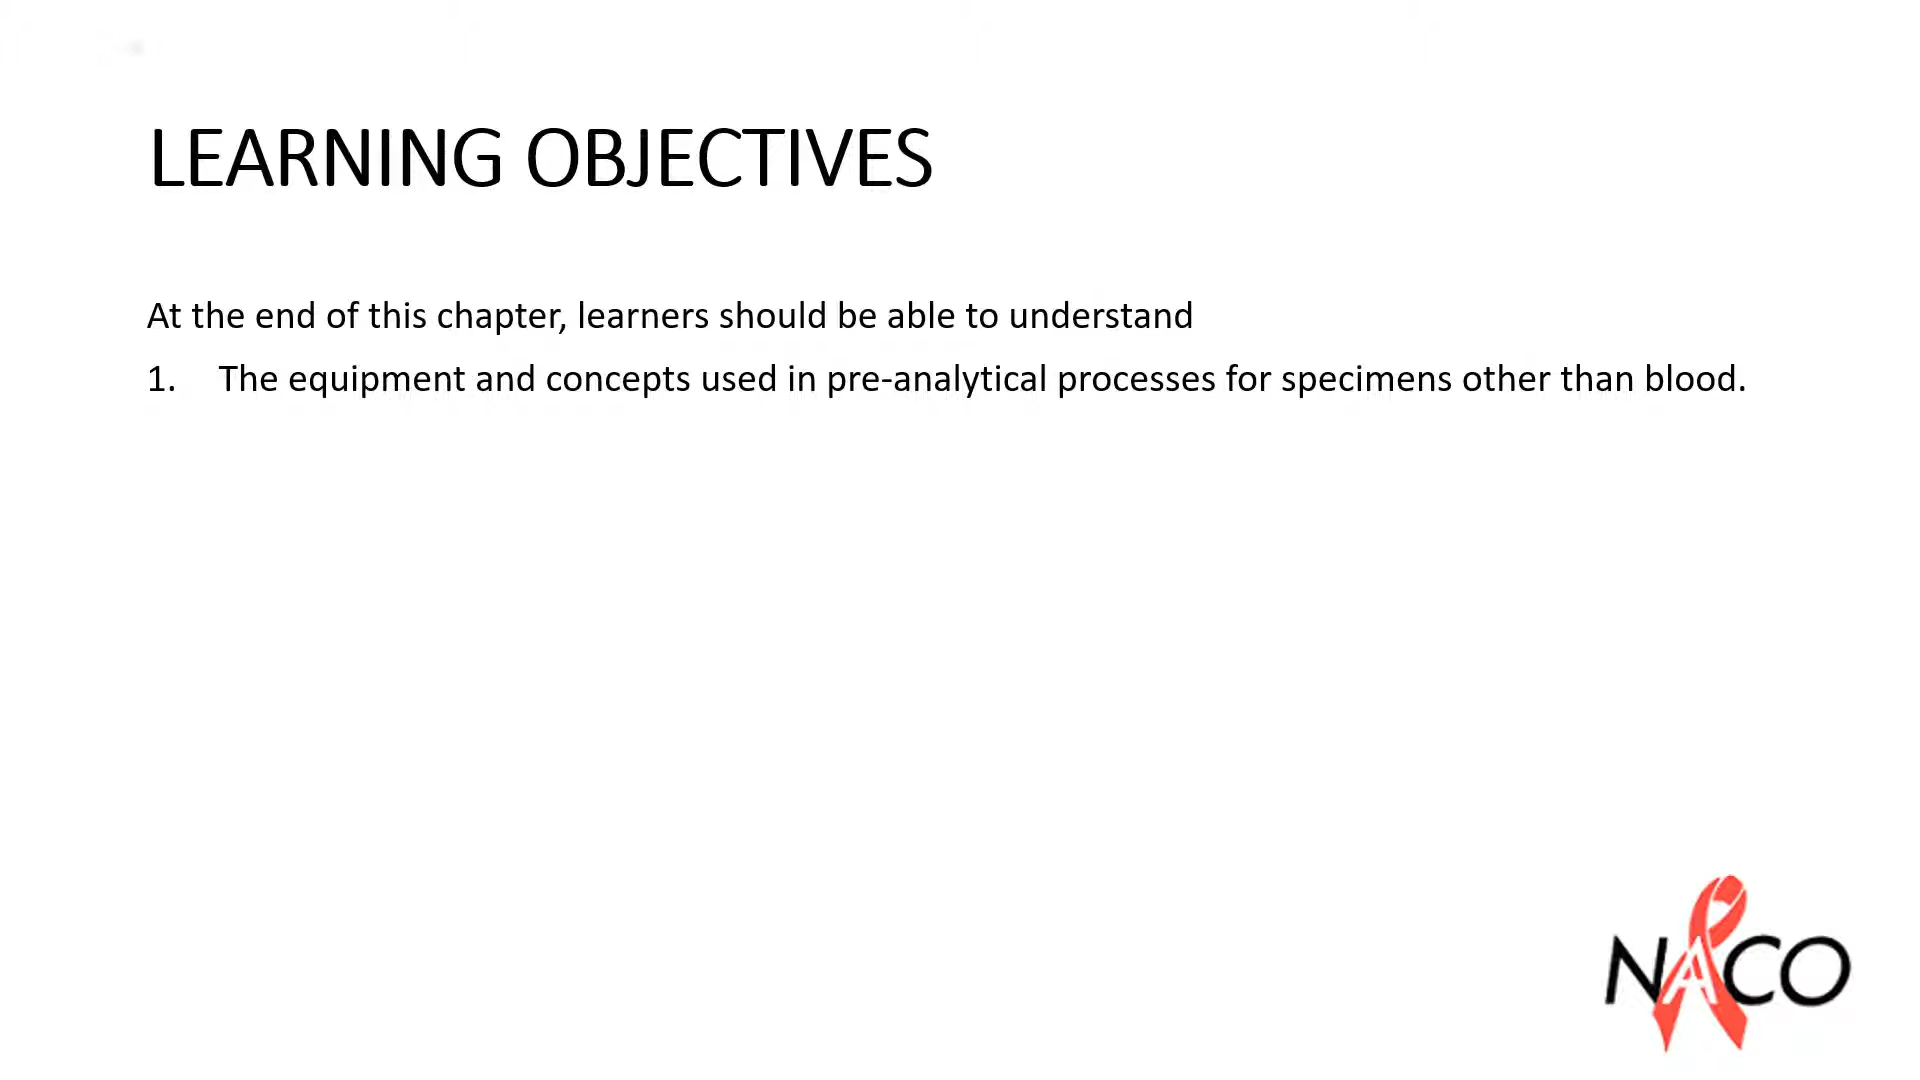 LEARNING OBJECTIVES
At the end of this chapter, learners should be able to understand
1. The equipment and concepts used in pre-analytical processes for specimens other than blood.
NACO